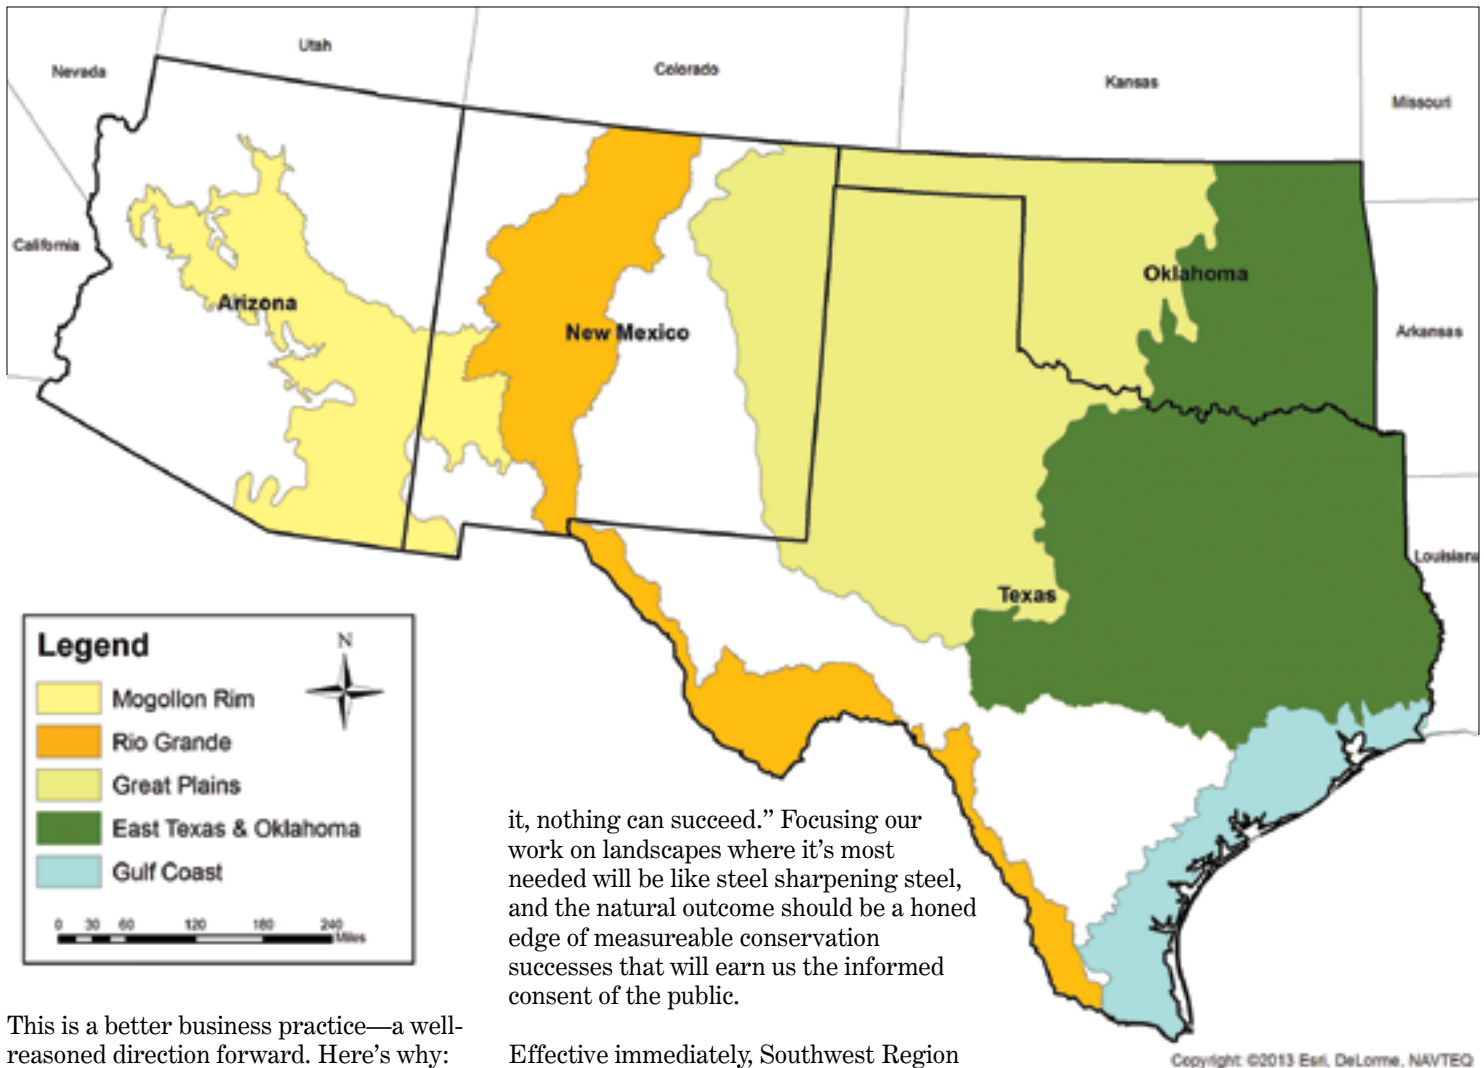 Nevada
Utah
Colorado
Kansas
Missouri
California
Arizona
New Mexico
Oklahoma
Arkansas
Texas
Louisiana
Legend
N
Mogollon Rim
Rio Grande
Great Plains
East Texas & Oklahoma
Gulf Coast
0 30 60 120 180 240
Miles
This is a better business practice—a well-
reasoned direction forward. Here’s why:
it, nothing can succeed.” Focusing our
work on landscapes where it’s most
needed will be like steel sharpening steel,
and the natural outcome should be a honed
edge of measureable conservation
successes that will earn us the informed
consent of the public.
Effective immediately, Southwest Region
Copyright: ©2013 Esri, DeLorme, NAVTEQ